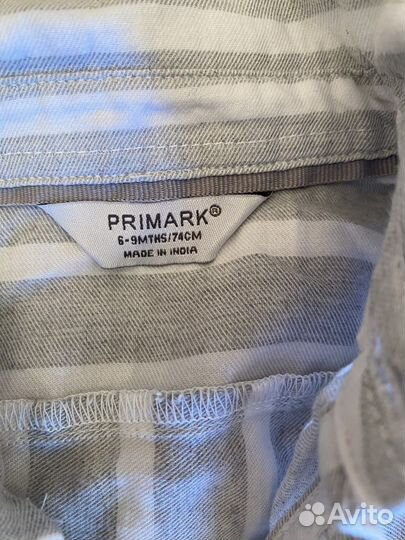 PRIMARK®
6-9MTHS/74CM
MADE IN INDIA
Avito